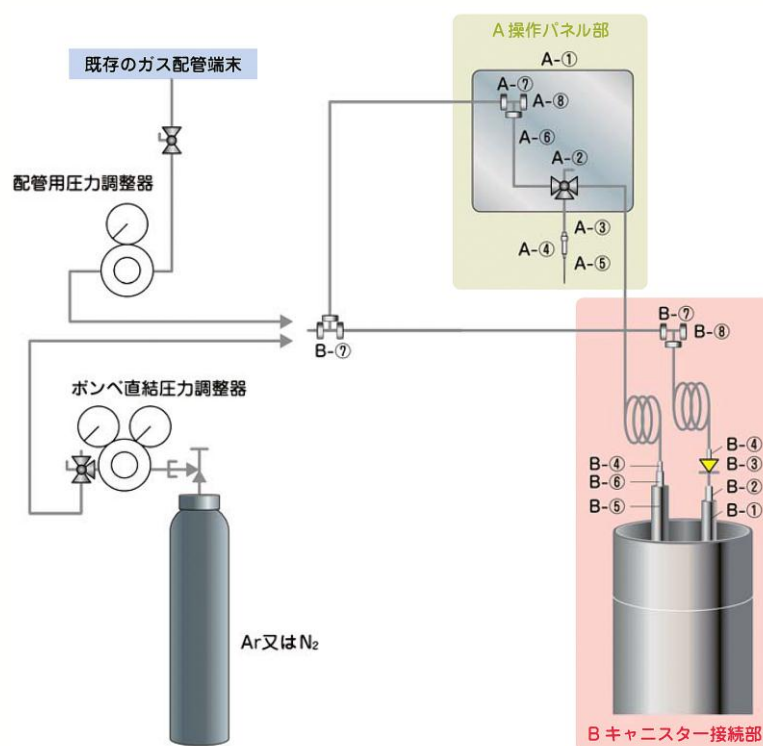 A 操作パネル部
既存のガス配管端末
A-①
A-⑦
A-⑧
A-⑥
A-②
配管用圧力調整器
A-③
A-④
A-⑤
B-⑦
B-⑧
B-⑦
ボンベ直結圧力調整器
B-④
B-④
B-③
B-⑥
B-②
B-⑤
B-①
Ar又はN₂
B キャニスター接続部